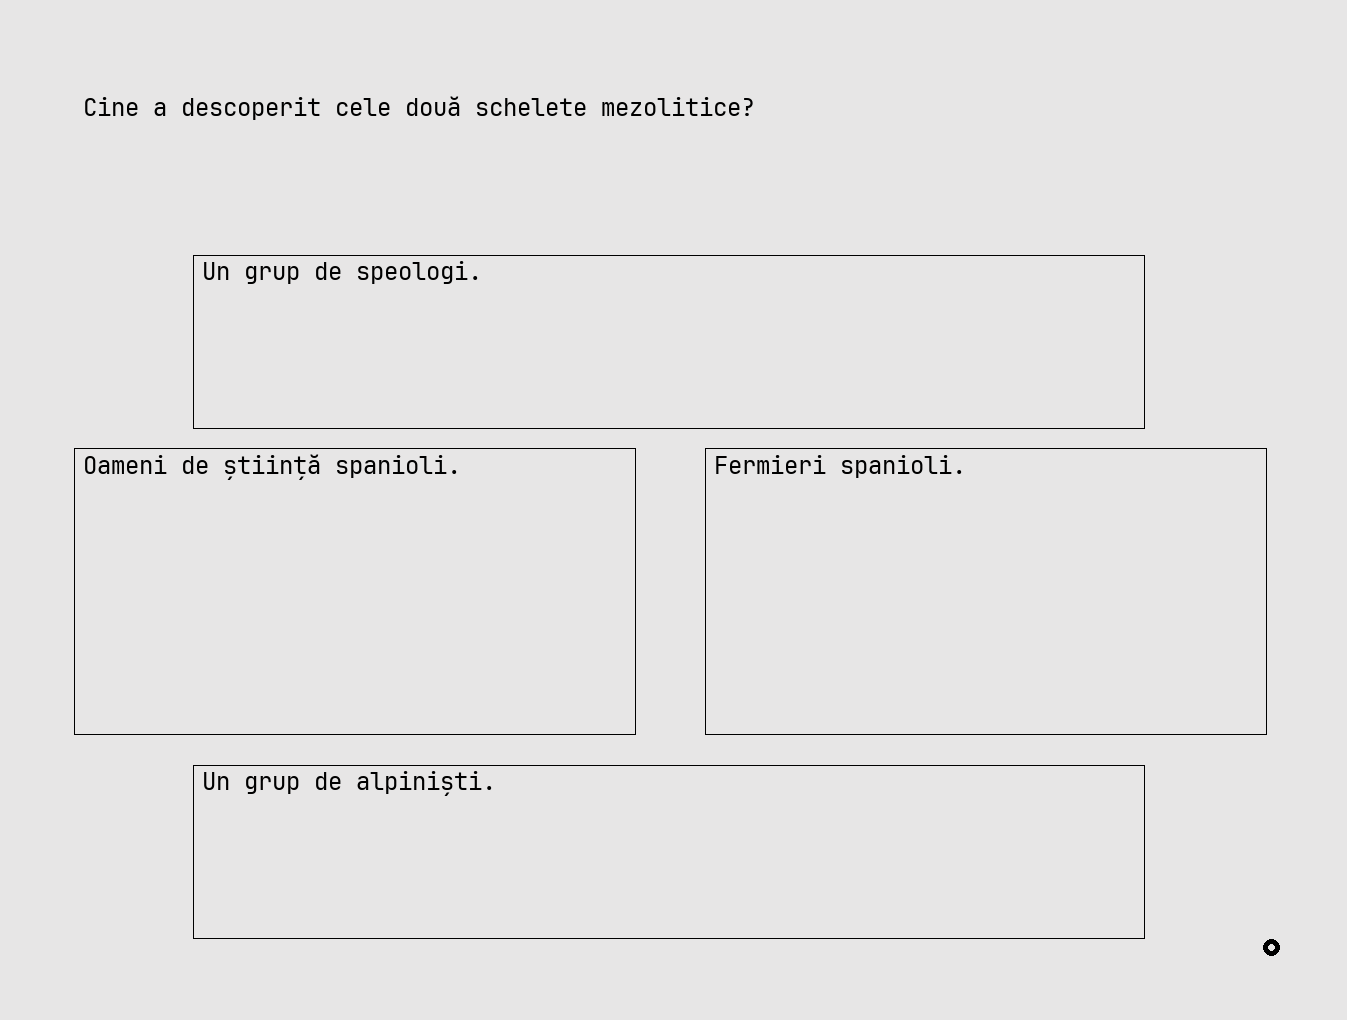 Cine a descoperit cele două schelete mezolitice?
Un grup de speologi.
Oameni de știință spanioli.
Fermieri spanioli.
Un grup de alpiniști.